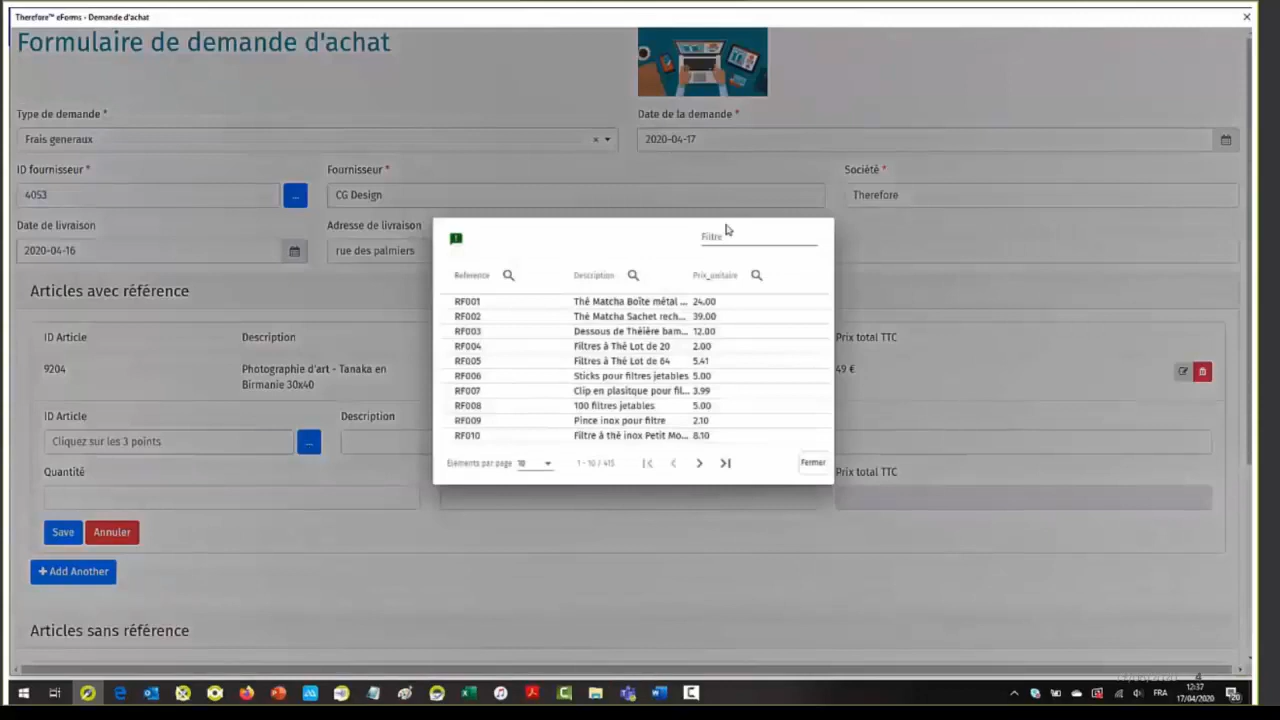 Therefore™ eForms - Demande d'achat
Formulaire de demande d'achat
Type de demande *
Date de la demande *
Frais generaux
2020-04-17
ID fournisseur *
Fournisseur *
Société *
4053
...
CG Design
Therefore
Date de livraison
Adresse de livraison
2020-04-16
rue des palmiers
Filtre
Reference
Description
Prix_unitaire
RF001 Thé Matcha Boîte métal ... 24.00
RF002 Thé Matcha Sachet rech... 39.00
RF003 Dessous de Théière bam... 12.00
RF004 Filtres à Thé Lot de 20 2.00
RF005 Filtres à Thé Lot de 64 5.41
RF006 Sticks pour filtres jetables 5.00
RF007 Clip en plasitque pour fil... 3.99
RF008 100 filtres jetables 5.00
RF009 Pince inox pour filtre 2.10
RF010 Filtre à thé inox Petit Mo... 8.10
Elements par page 10
1 - 10 / 415
Fermer
Articles avec référence
ID Article
Description
Prix total TTC
9204
Photographie d'art - Tanaka en
Birmanie 30x40
49 €
ID Article
Description
Cliquez sur les 3 points
...
Quantité
Prix total TTC
Save
Annuler
+ Add Another
Articles sans référence
FRA
12:37
17/04/2020
20